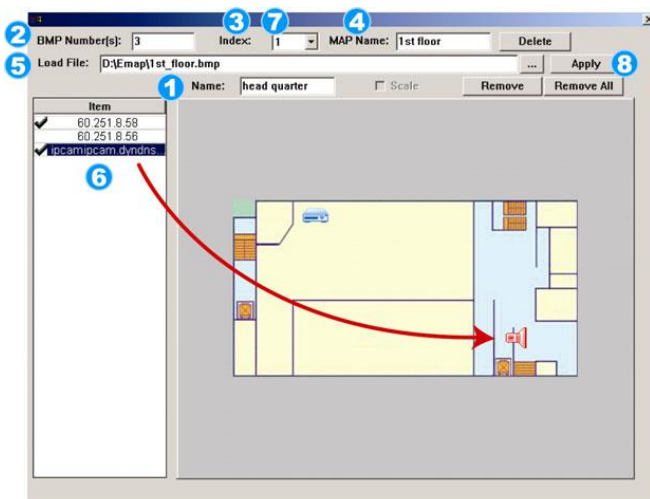 3 7 4
2 BMP Number(s): 3 Index: 1 MAP Name: 1st floor Delete
5 Load File: D:\Emap\1st_floor.bmp ... Apply 8
1 Name: head quarter Scale Remove Remove All
Item
60.251.8.58
60.251.8.56
ipcamipcam.dyndns...
6